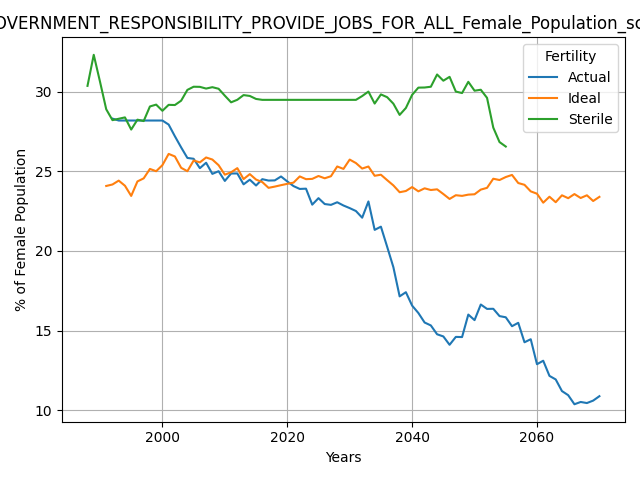 OVERNMENT_RESPONSIBILITY_PROVIDE_JOBS_FOR_ALL_Female_Population_sc
Fertility
Actual
Ideal
Sterile
% of Female Population
30
25
20
15
10
2000 2020 2040 2060
Years